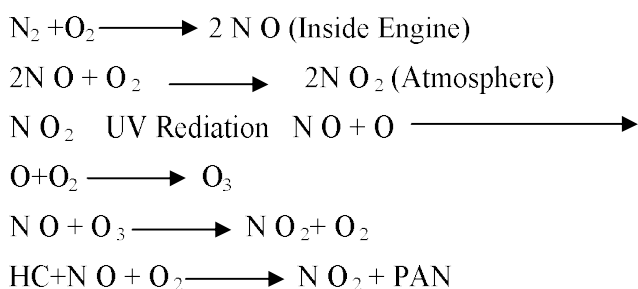 N₂ +O₂ ⟶ 2 N O (Inside Engine)
2N O + O ₂ ⟶ 2N O ₂ (Atmosphere)
N O₂ UV Rediation N O + O ⟶
O+O₂ ⟶ O₃
N O + O ₃ ⟶ N O ₂+ O ₂
HC+N O + O ₂ ⟶ N O ₂ + PAN